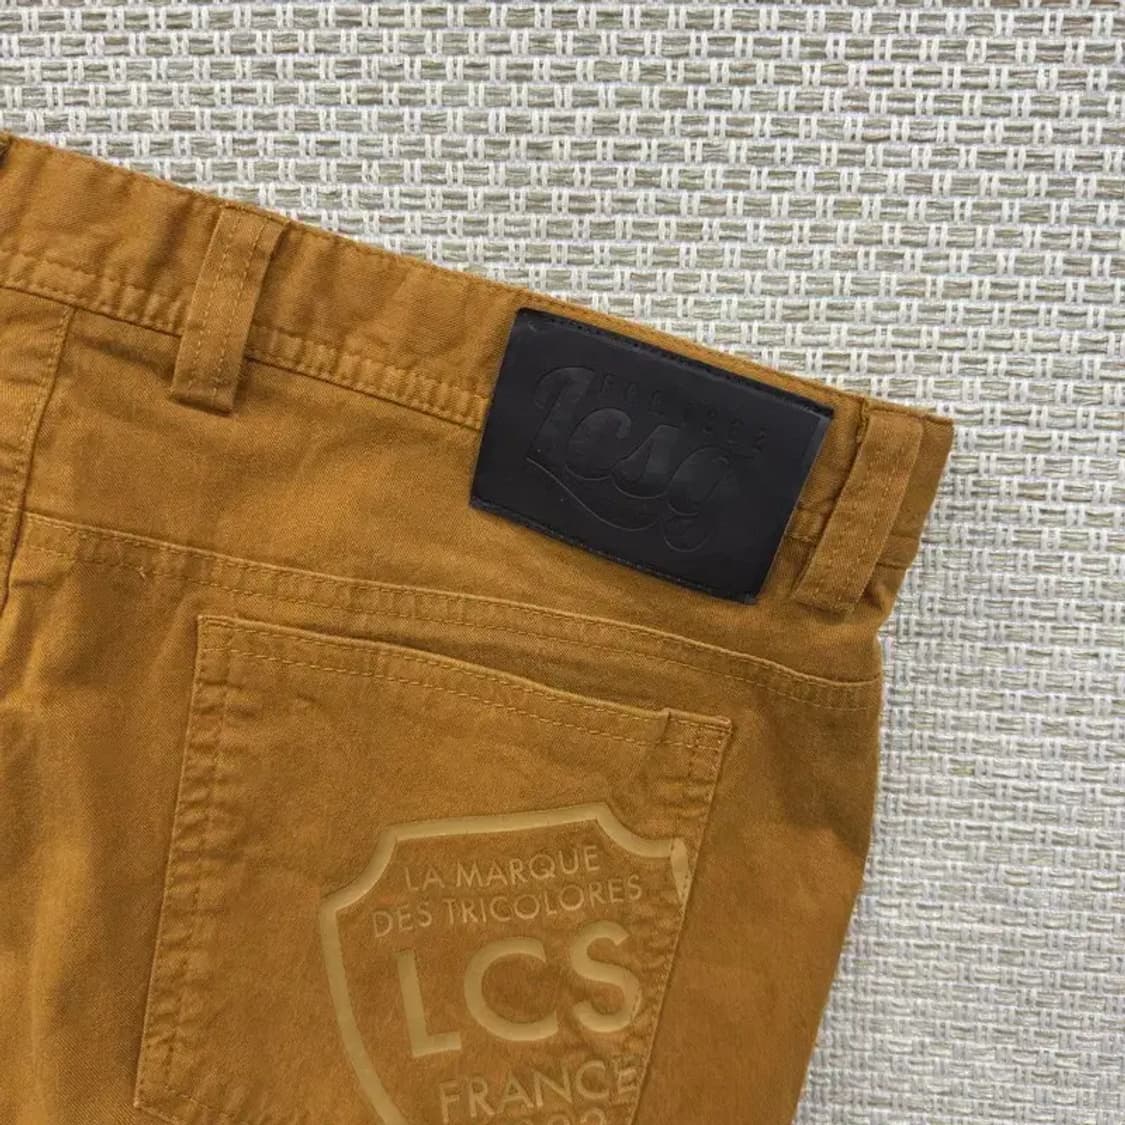 Lcsg
LA MARQUE
DES TRICOLORES
LCS
FRANCE